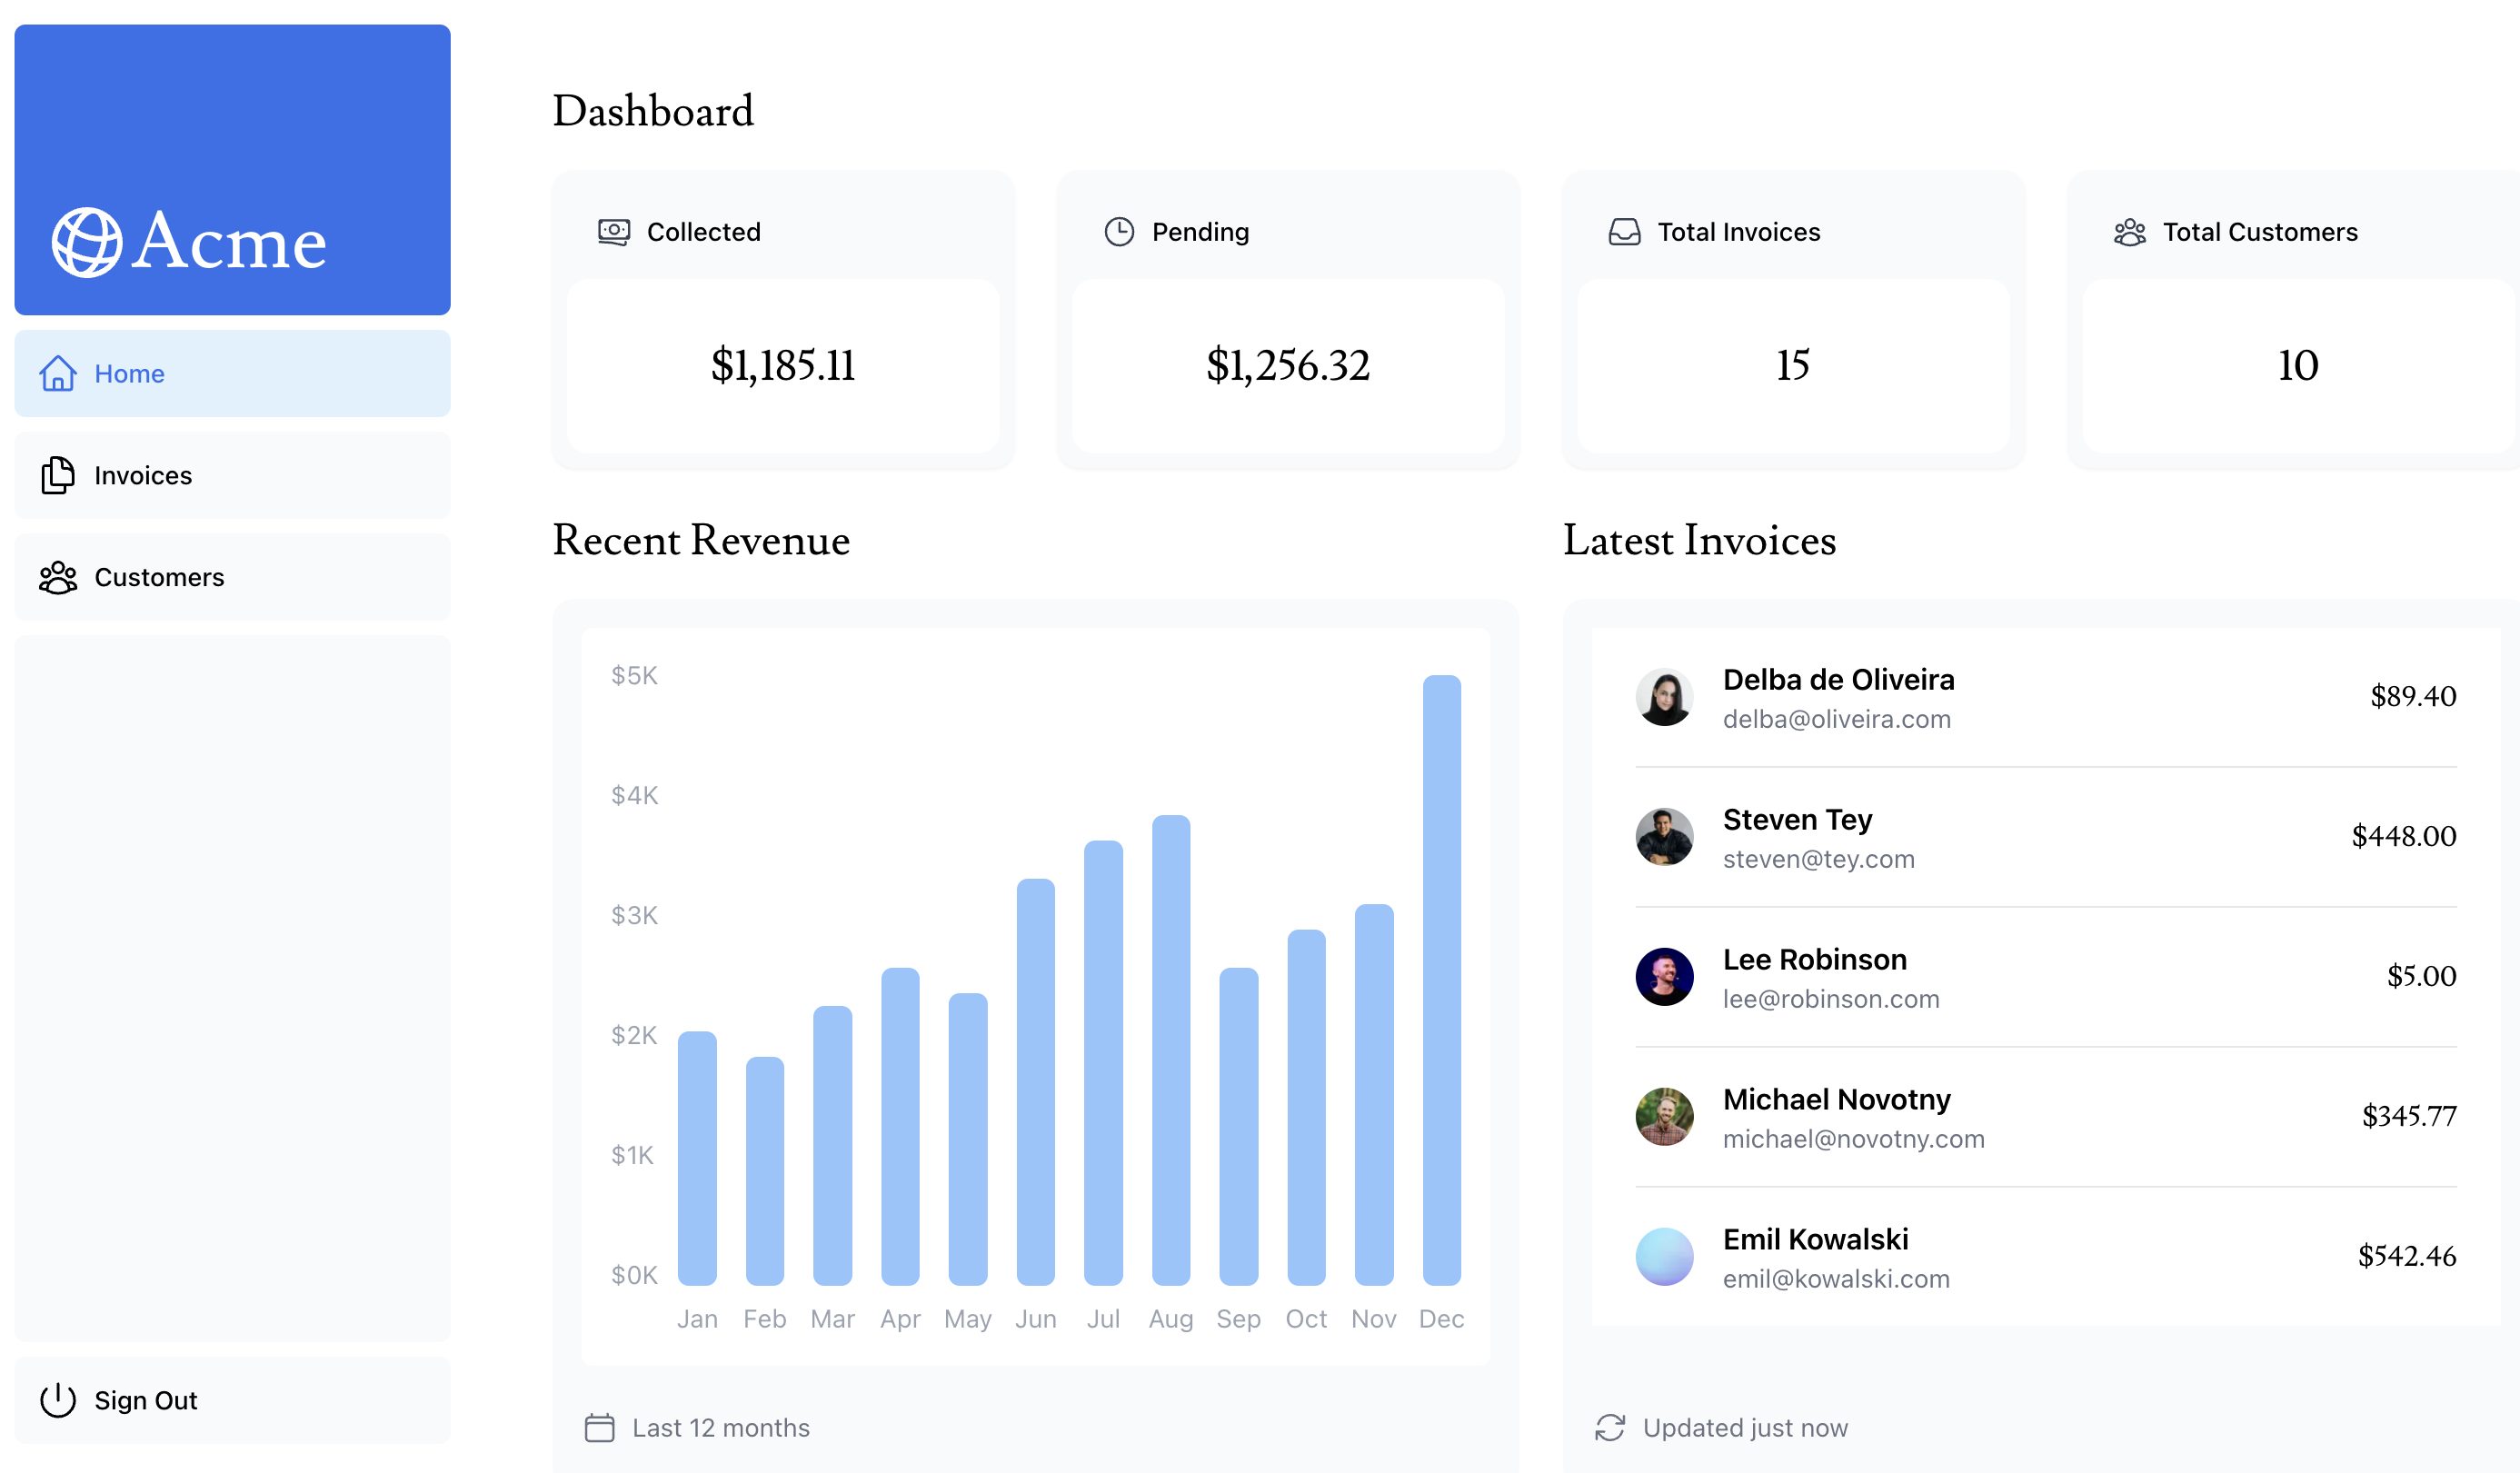 Acme
Home
Invoices
Customers
Sign Out
Dashboard
Collected
$1,185.11
Pending
$1,256.32
Total Invoices
15
Total Customers
10
Recent Revenue
$5K
$4K
$3K
$2K
$1K
$0K
Jan Feb Mar Apr May Jun Jul Aug Sep Oct Nov Dec
Last 12 months
Latest Invoices
Delba de Oliveira
delba@oliveira.com
$89.40
Steven Tey
steven@tey.com
$448.00
Lee Robinson
lee@robinson.com
$5.00
Michael Novotny
michael@novotny.com
$345.77
Emil Kowalski
emil@kowalski.com
$542.46
Updated just now